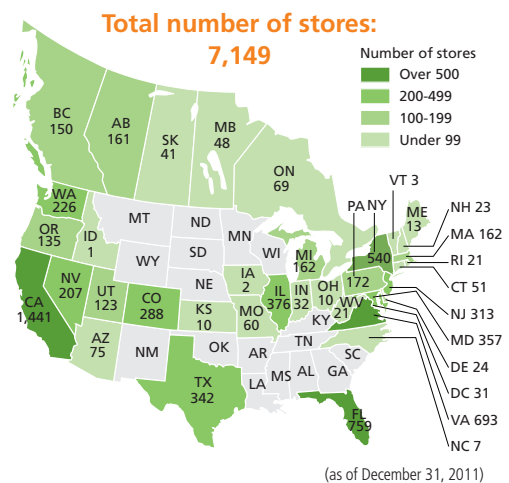 Total number of stores:
7,149
Number of stores
Over 500
200-499
100-199
Under 99
BC
150
AB
161
SK
41
MB
48
ON
69
VT 3
PA NY
WA
226
MT
ND
MN
ME
13
NH 23
OR
135
ID
1
WY
SD
WI
MI
162
540
MA 162
RI 21
CT 51
NV
207
UT
123
CO
288
NE
IA
2
IL
376
IN
32
OH
10
172
WV
21
NJ 313
CA
1,441
KS
10
MO
60
KY
MD 357
AZ
75
NM
OK
AR
TN
SC
DE 24
TX
342
LA
MS
AL
GA
DC 31
VA 693
FL
759
NC 7
(as of December 31, 2011)